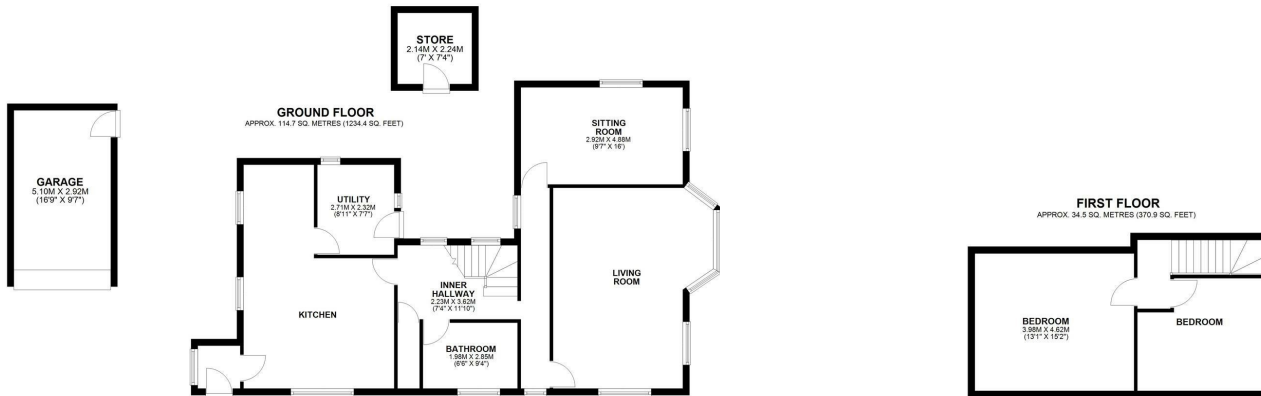 STORE
2.14M X 2.24M
(7' X 7'4")
GROUND FLOOR
APPROX. 114.7 SQ. METRES (1234.4 SQ. FEET)
SITTING
ROOM
2.92M X 4.88M
(9'7" X 16')
GARAGE
5.10M X 2.92M
(16'9" X 9'7")
UTILITY
2.71M X 2.32M
(8'11" X 7'7")
FIRST FLOOR
APPROX. 34.5 SQ. METRES (370.9 SQ. FEET)
INNER
HALLWAY
2.23M X 3.62M
(7'4" X 11'10")
LIVING
ROOM
KITCHEN
BATHROOM
1.98M X 2.85M
(6'6" X 9'4")
BEDROOM
3.98M X 4.62M
(13'1" X 15'2")
BEDROOM